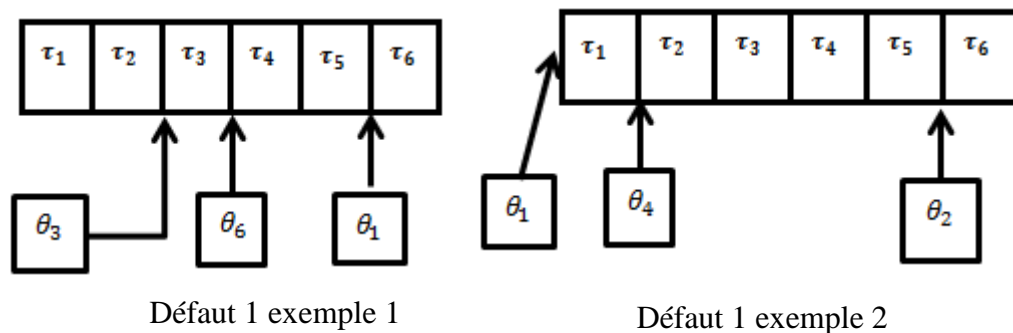 τ₁ τ₂ τ₃ τ₄ τ₅ τ₆
θ₃ θ₆ θ₁
Défaut 1 exemple 1
τ₁ τ₂ τ₃ τ₄ τ₅ τ₆
θ₁ θ₄ θ₂
Défaut 1 exemple 2